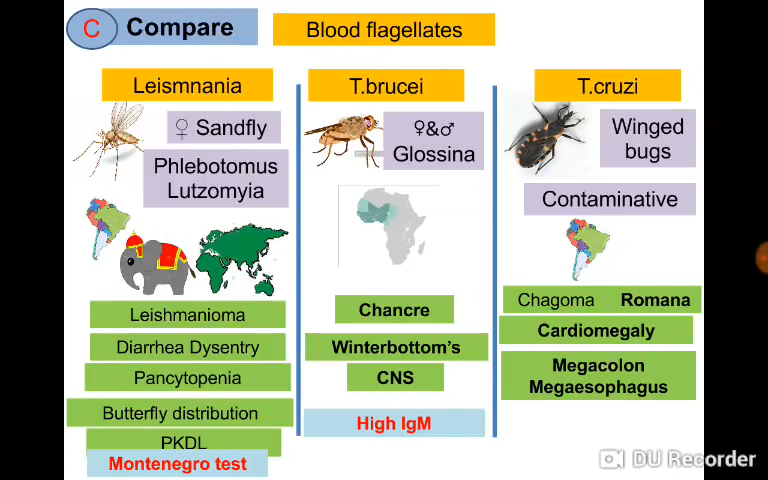 C Compare
Blood flagellates
Leismnania
♀ Sandfly
Phlebotomus
Lutzomyia
Leishmanioma
Diarrhea Dysentry
Pancytopenia
Butterfly distribution
PKDL
Montenegro test
T.brucei
♀&♂
Glossina
Chancre
Winterbottom's
CNS
High IgM
T.cruzi
Winged
bugs
Contaminative
Chagoma Romana
Cardiomegaly
Megacolon
Megaesophagus
DU Recorder